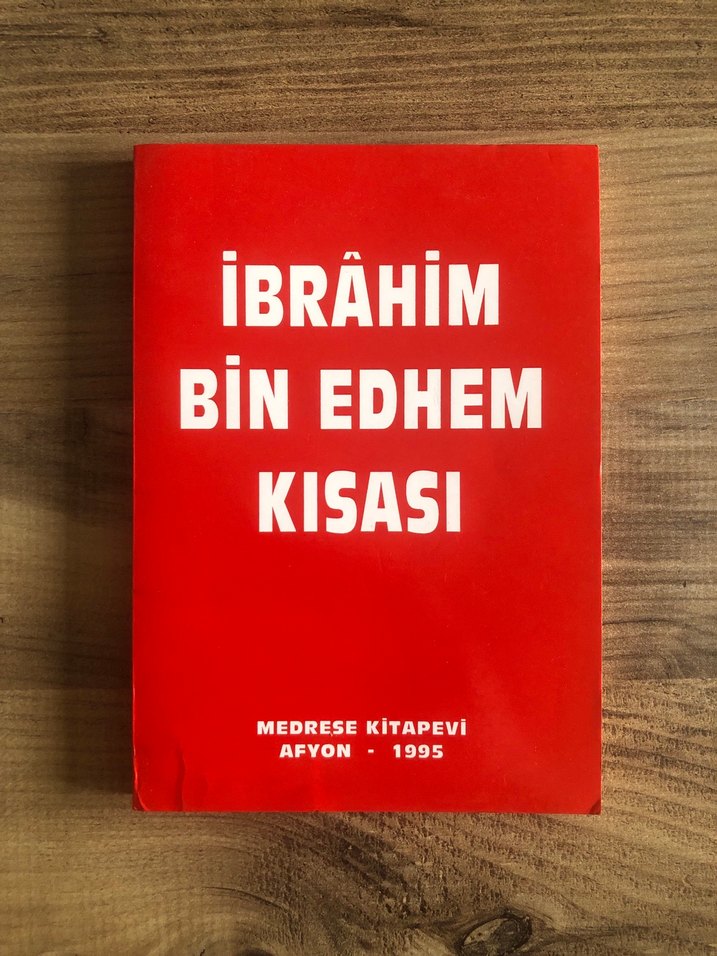 İBRÂHİM
BİN EDHEM
KISASI
MEDRESE KİTAPEVİ
AFYON - 1995